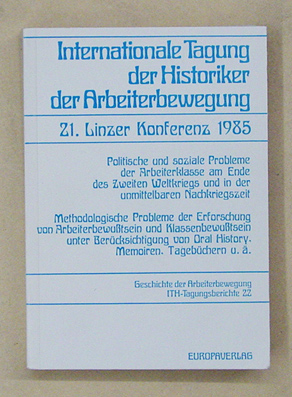 Internationale Tagung
der Historiker
der Arbeiterbewegung
21. Linzer Konferenz 1985
Politische und soziale Probleme
der Arbeiterklasse am Ende
des Zweiten Weltkriegs und in der
unmittelbaren Nachkriegszeit
Methodologische Probleme der Erforschung
von Arbeiterbewußtsein und Klassenbewußtsein
unter Berücksichtigung von Oral History,
Memoiren, Tagebüchern u. ä.
Geschichte der Arbeiterbewegung
ITH-Tagungsberichte 22
EUROPAVERLAG